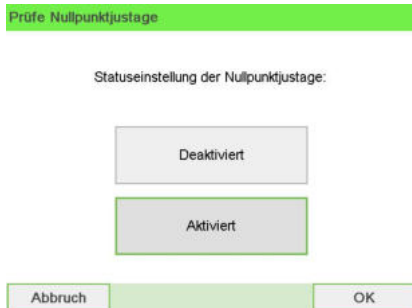 Prüfe Nullpunktjustage
Statuseinstellung der Nullpunktjustage:
Deaktiviert
Aktiviert
Abbruch
OK